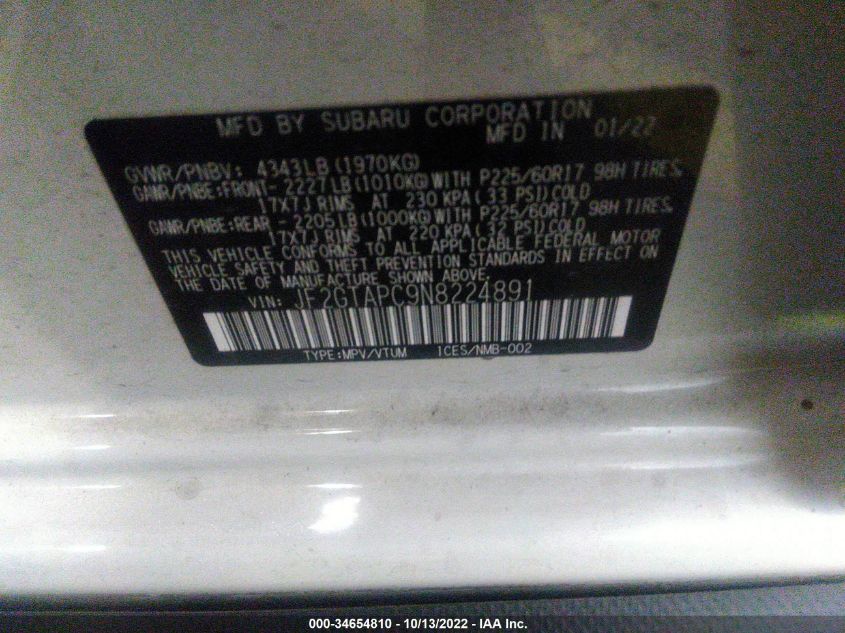 MFD BY SUBARU CORPORATION
MFD IN 01/22
GVWR/PNBV: 4343LB(1970KG)
GAWR/PNBE:FRONT-2227LB(1010KG)WITH P225/60R17 98H TIRES,
17X7J RIMS AT 230 KPA(33 PSI)COLD
GAWR/PNBE:REAR -2205LB(1000KG)WITH P225/60R17 98H TIRES,
17X7J RIMS AT 220 KPA(32 PSI)COLD
THIS VEHICLE CONFORMS TO ALL APPLICABLE FEDERAL MOTOR
VEHICLE SAFETY AND THEFT PREVENTION STANDARDS IN EFFECT ON
THE DATE OF MANUFACTURE SHOWN ABOVE.
VIN: JF2GTAPC9N8224891
TYPE:MPV/VTUM ICES/NMB-002
000-34654810 - 10/13/2022 - IAA Inc.